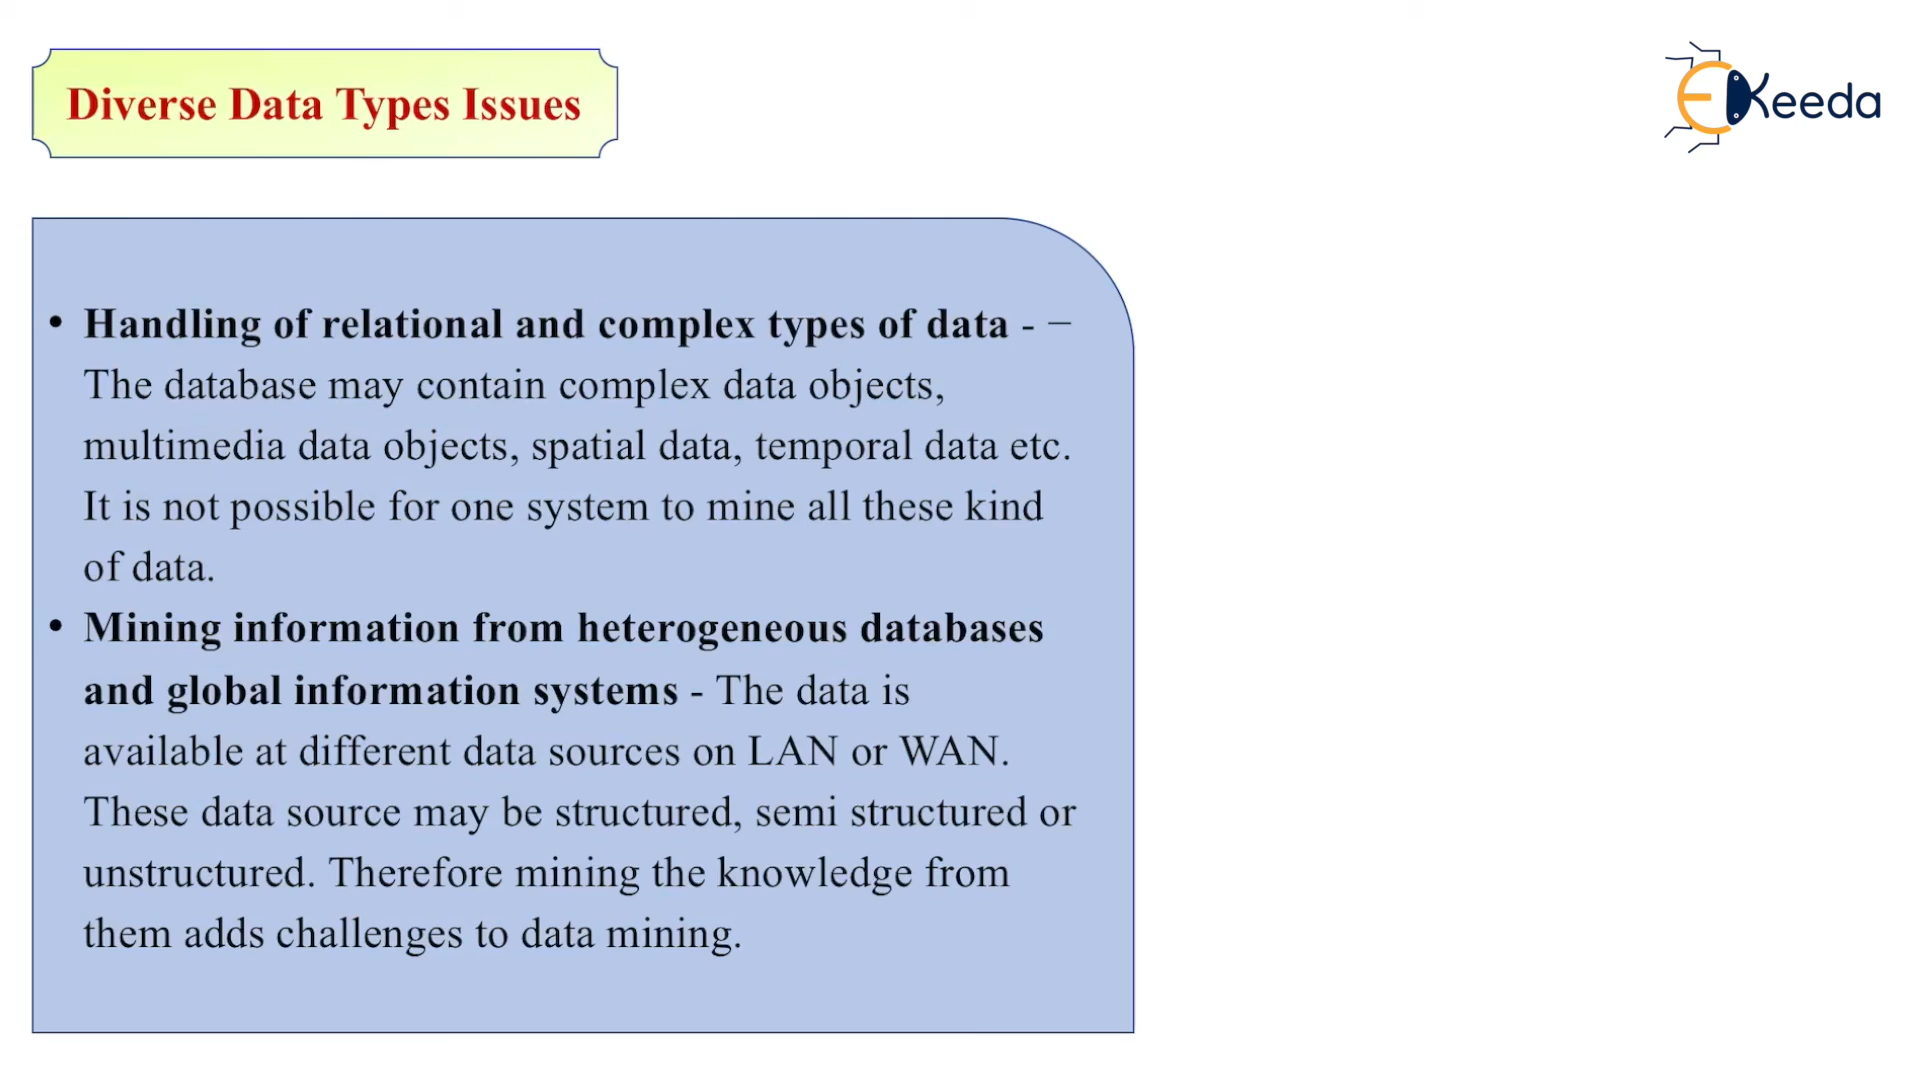 Diverse Data Types Issues
EKeeda
• Handling of relational and complex types of data - –
The database may contain complex data objects,
multimedia data objects, spatial data, temporal data etc.
It is not possible for one system to mine all these kind
of data.
• Mining information from heterogeneous databases
and global information systems - The data is
available at different data sources on LAN or WAN.
These data source may be structured, semi structured or
unstructured. Therefore mining the knowledge from
them adds challenges to data mining.